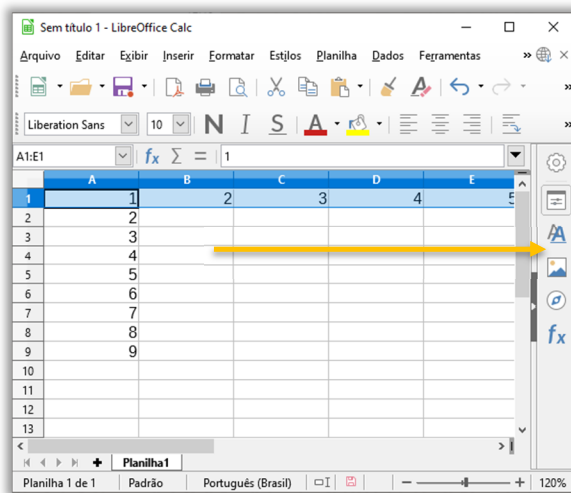 Sem título 1 - LibreOffice Calc
Arquivo Editar Exibir Inserir Formatar Estilos Planilha Dados Ferramentas »
Liberation Sans 10 N I S A
A1:E1 fx Σ = 1
A B C D E
1 1 2 3 4 5
2 2
3 3
4 4
5 5
6 6
7 7
8 8
9 9
10
11
12
13
Planilha1
Planilha 1 de 1 Padrão Português (Brasil) 120%